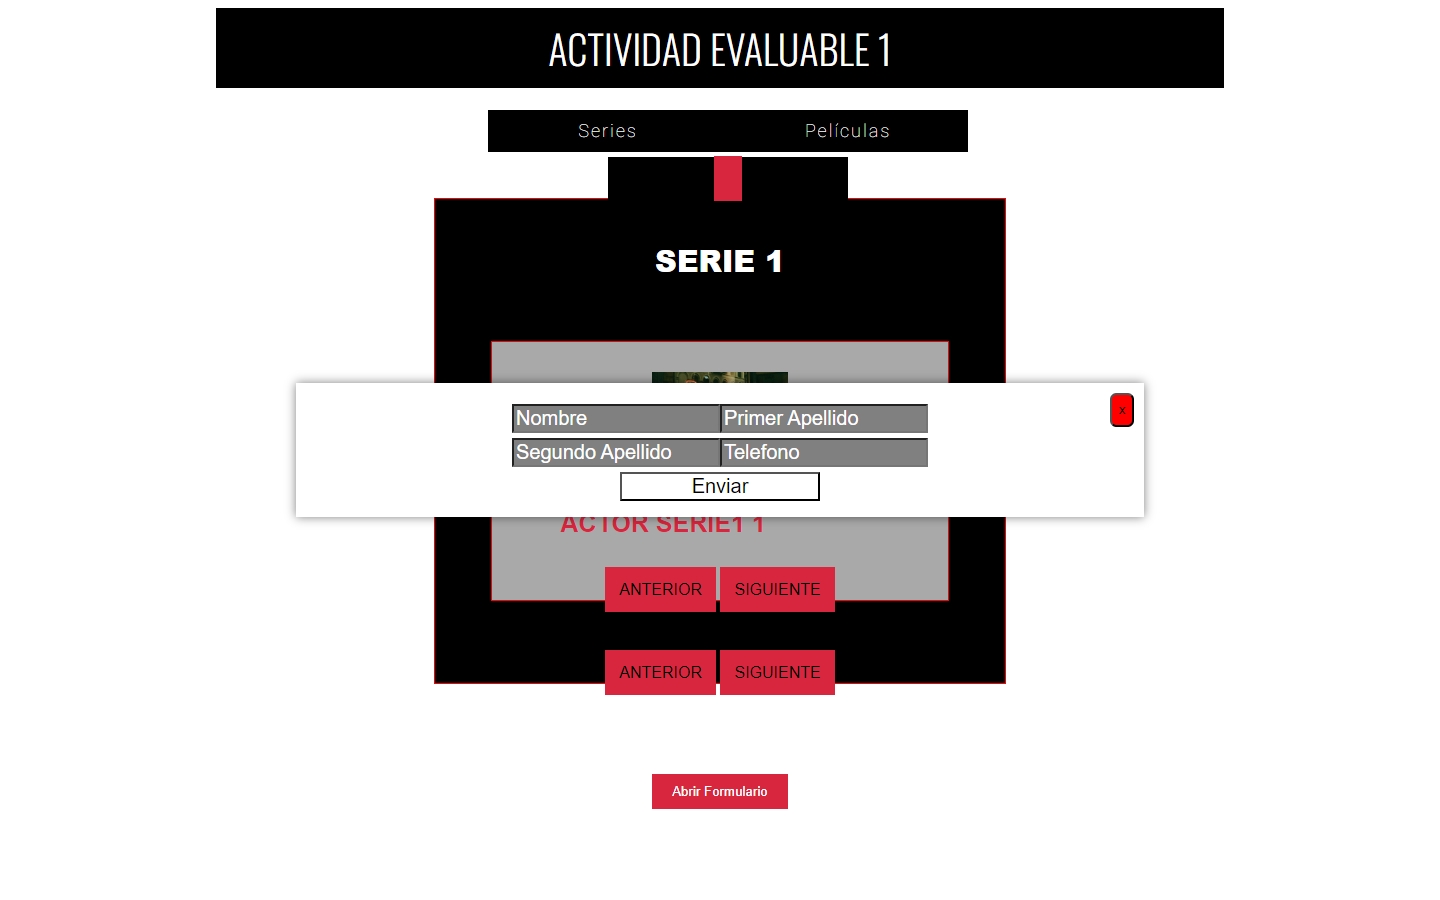 ACTIVIDAD EVALUABLE 1
Series Películas
SERIE 1
x
Nombre Primer Apellido
Segundo Apellido Telefono
Enviar
ACTOR SERIE1 1
ANTERIOR SIGUIENTE
ANTERIOR SIGUIENTE
Abrir Formulario